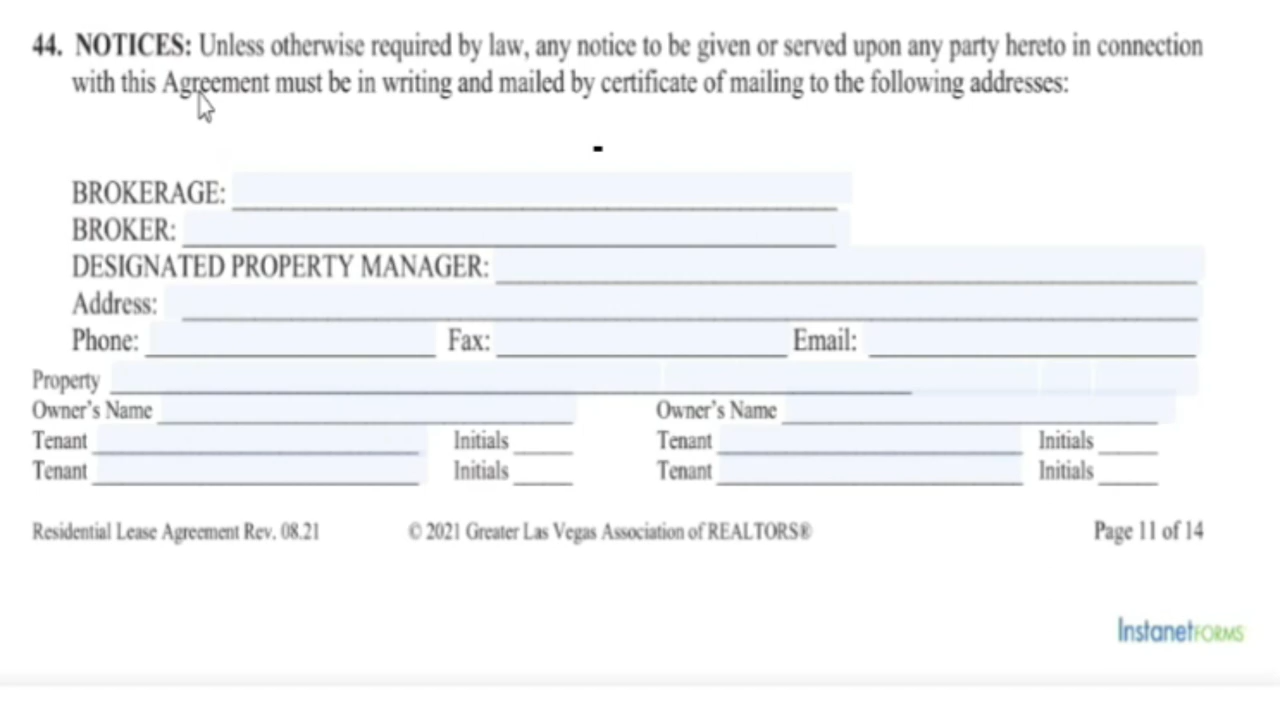 44. NOTICES: Unless otherwise required by law, any notice to be given or served upon any party hereto in connection
with this Agreement must be in writing and mailed by certificate of mailing to the following addresses:
BROKERAGE:
BROKER:
DESIGNATED PROPERTY MANAGER:
Address:
Phone: Fax: Email:
Property
Owner's Name Owner's Name
Tenant Initials Tenant Initials
Tenant Initials Tenant Initials
Residential Lease Agreement Rev. 08.21 © 2021 Greater Las Vegas Association of REALTORS® Page 11 of 14
InstanetFORMS